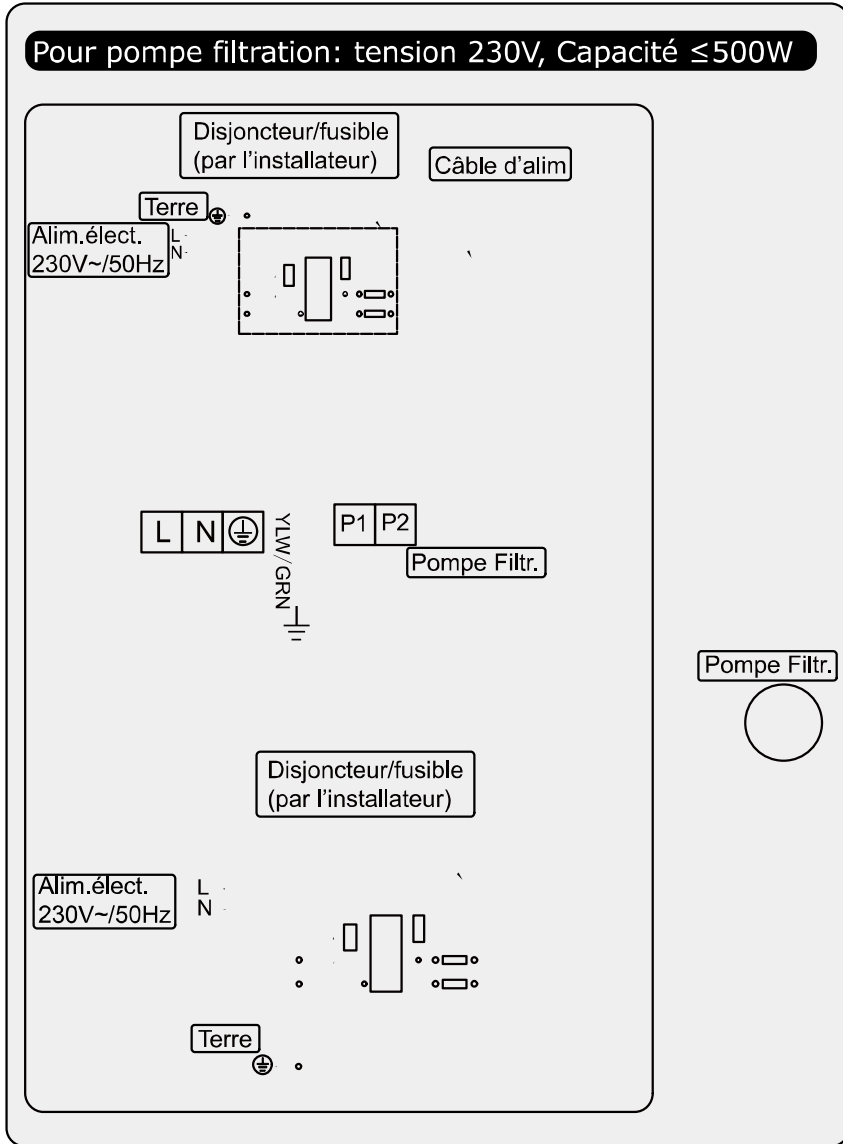 Pour pompe filtration: tension 230V, Capacité ≤500W
Disjoncteur/fusible
(par l'installateur)
Câble d'alim
Terre
Alim.élect.
230V~/50Hz
L
N
L N
YLW/GRN
P1 P2
Pompe Filtr.
Pompe Filtr.
Disjoncteur/fusible
(par l'installateur)
Alim.élect.
230V~/50Hz
L
N
Terre